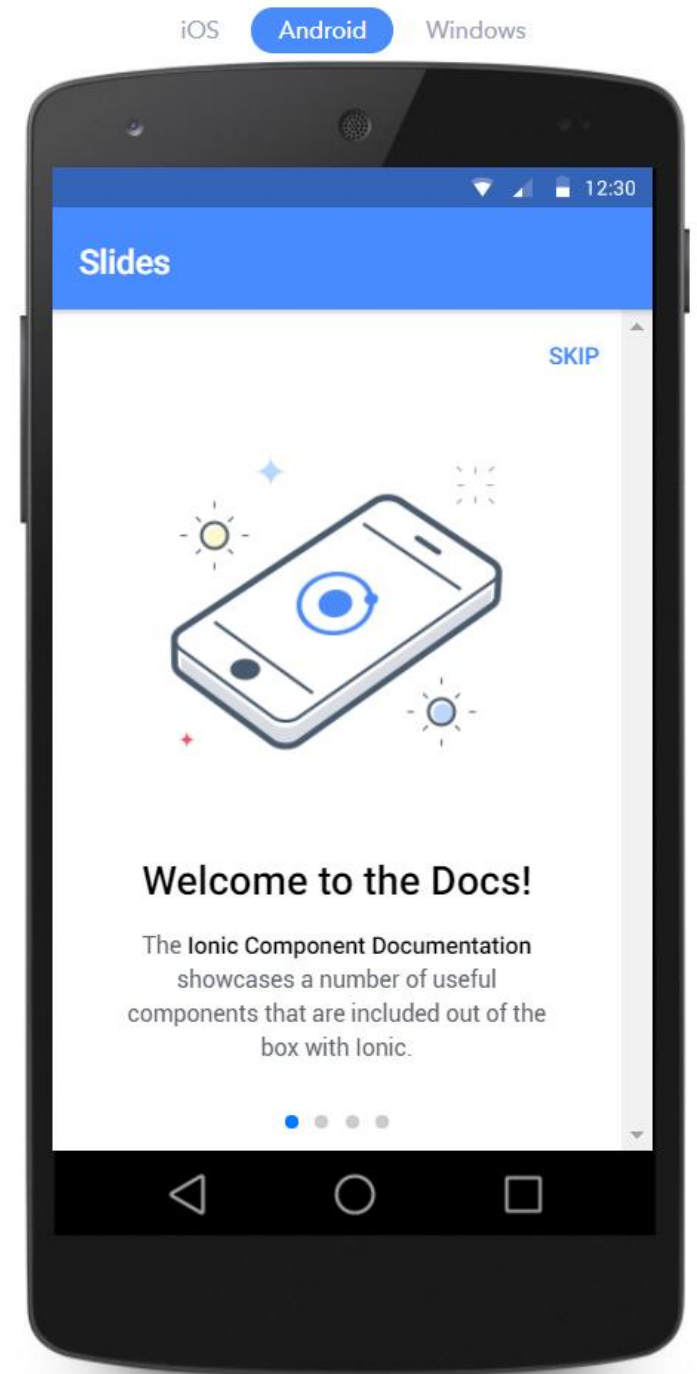 iOS Android Windows
12:30
Slides
SKIP
Welcome to the Docs!
The Ionic Component Documentation
showcases a number of useful
components that are included out of the
box with Ionic.